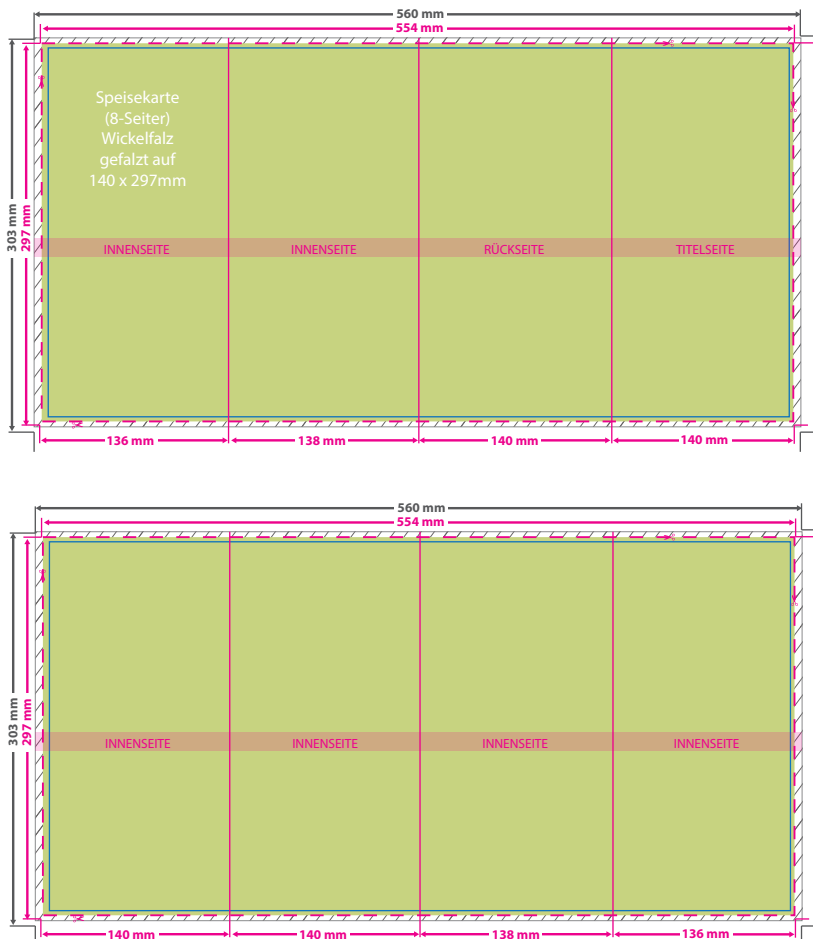 560 mm
554 mm
Speisekarte
(8-Seiter)
Wickelfalz
gefalzt auf
140 x 297mm
303 mm
297 mm
INNENSEITE
INNENSEITE
RÜCKSEITE
TITELSEITE
136 mm
138 mm
140 mm
140 mm
560 mm
554 mm
303 mm
297 mm
INNENSEITE
INNENSEITE
INNENSEITE
INNENSEITE
140 mm
140 mm
138 mm
136 mm